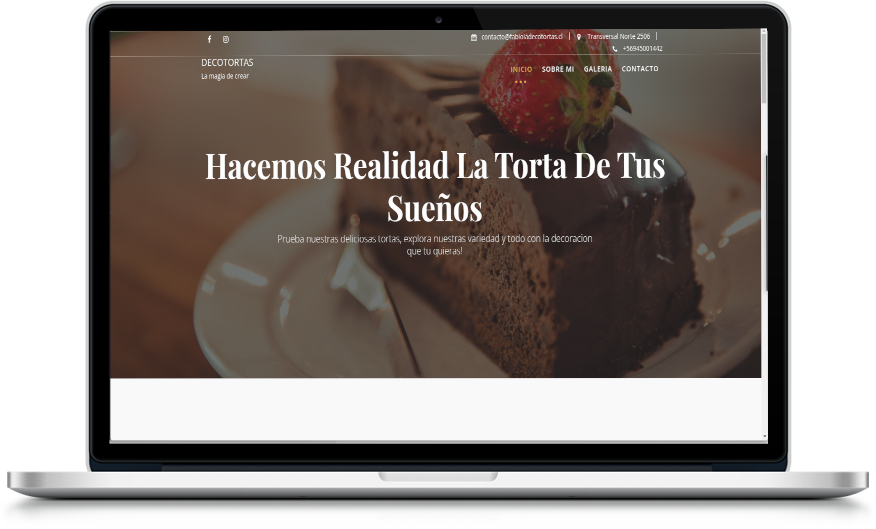 contacto@fabioladecotortas.cl | Transversal Norte 2506 |
+56945001442
DECOTORTAS
La magia de crear
INICIO SOBRE MI GALERIA CONTACTO
Hacemos Realidad La Torta De Tus
Sueños
Prueba nuestras deliciosas tortas, explora nuestras variedad y todo con la decoracion
que tu quieras!